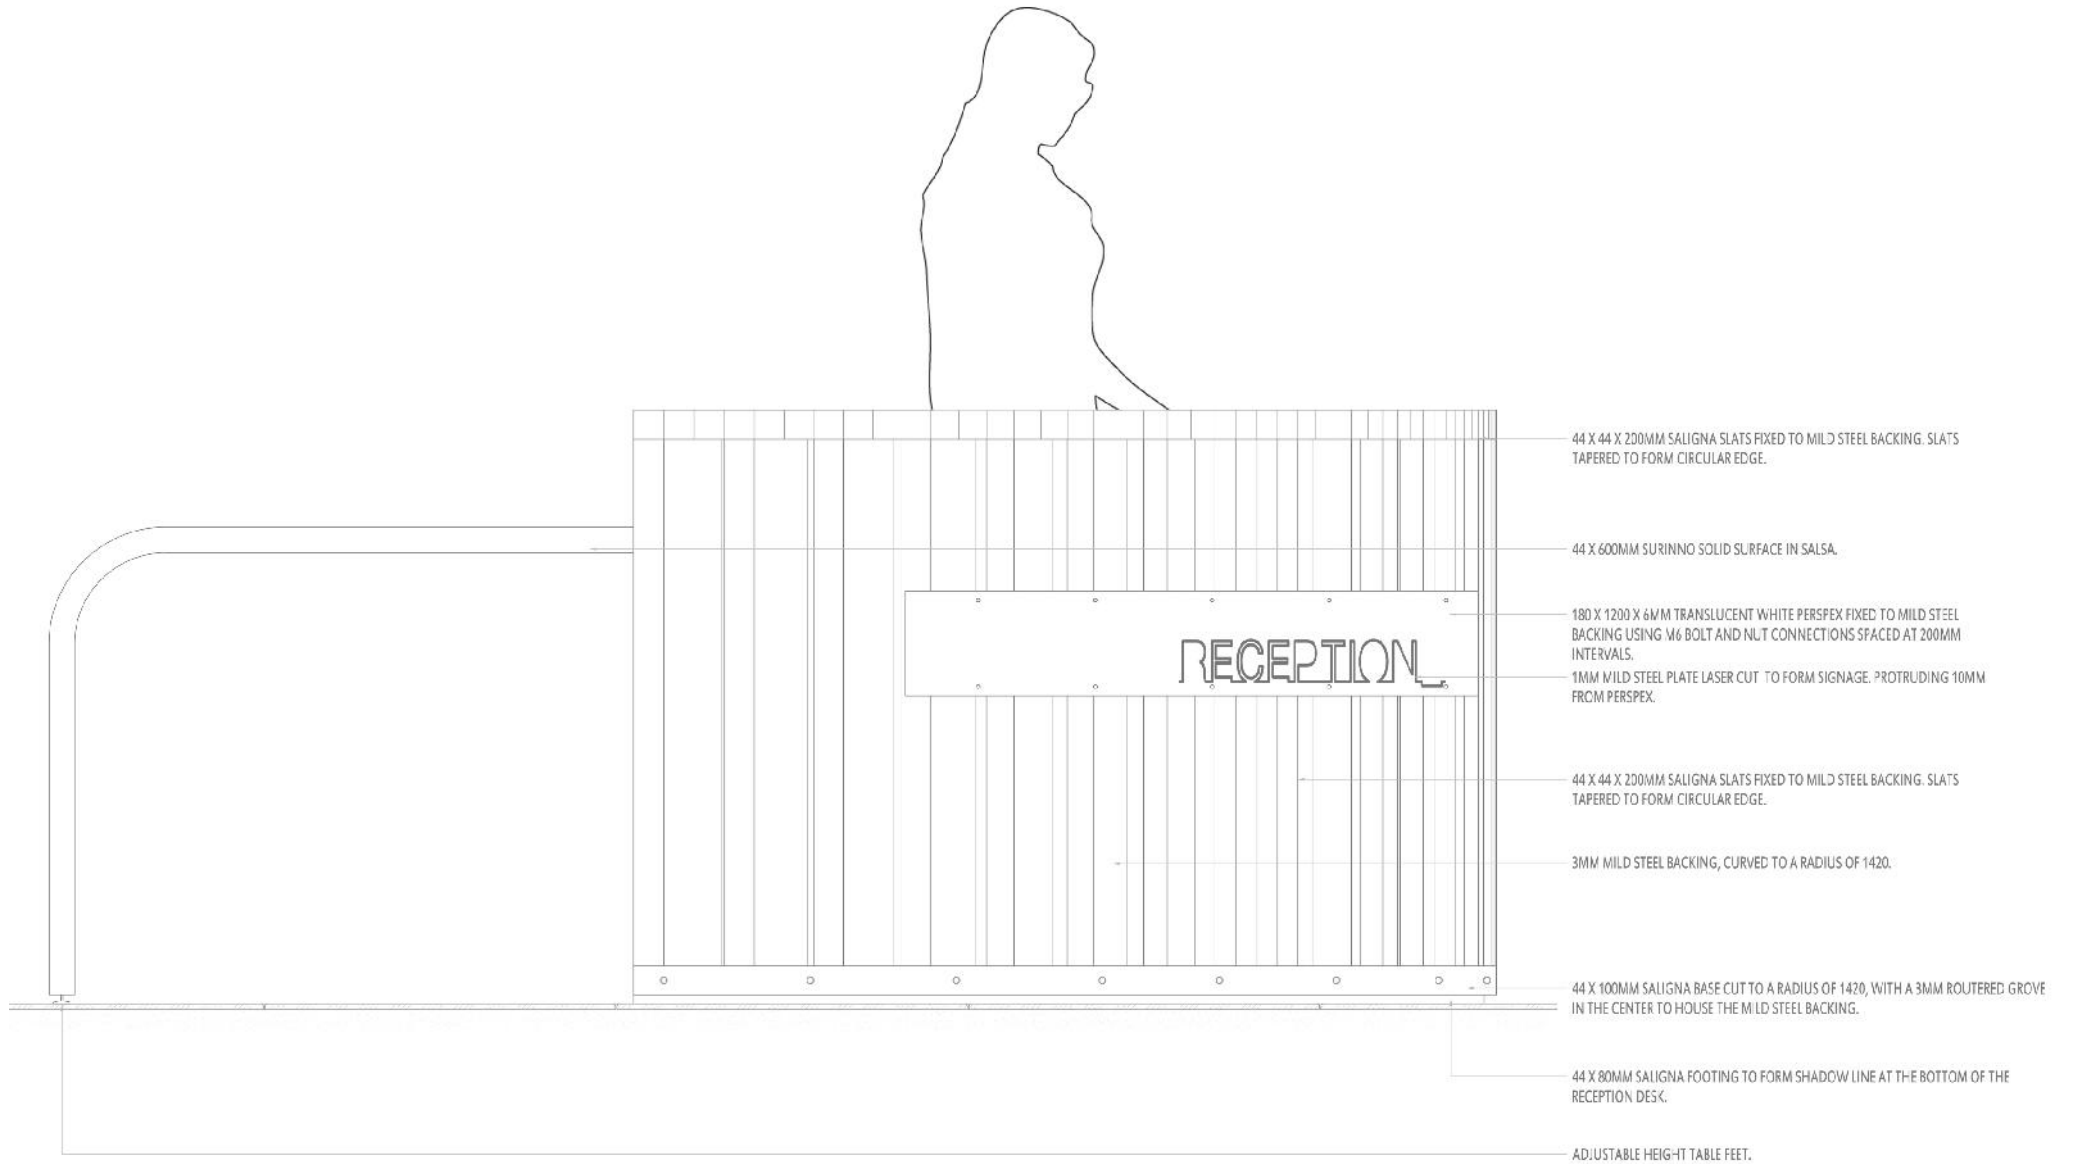 44 X 44 X 200MM SALIGNA SLATS FIXED TO MILD STEEL BACKING. SLATS
TAPERED TO FORM CIRCULAR EDGE.
44 X 600MM SURINNO SOLID SURFACE IN SALSA.
180 X 1200 X 6MM TRANSLUCENT WHITE PERSPEX FIXED TO MILD STEEL
BACKING USING M6 BOLT AND NUT CONNECTIONS SPACED AT 200MM
INTERVALS.
RECEPTION_
1MM MILD STEEL PLATE LASER CUT TO FORM SIGNAGE. PROTRUDING 10MM
FROM PERSPEX.
44 X 44 X 200MM SALIGNA SLATS FIXED TO MILD STEEL BACKING. SLATS
TAPERED TO FORM CIRCULAR EDGE.
3MM MILD STEEL BACKING, CURVED TO A RADIUS OF 1420.
44 X 100MM SALIGNA BASE CUT TO A RADIUS OF 1420, WITH A 3MM ROUTERED GROVE
IN THE CENTER TO HOUSE THE MILD STEEL BACKING.
44 X 80MM SALIGNA FOOTING TO FORM SHADOW LINE AT THE BOTTOM OF THE
RECEPTION DESK.
ADJUSTABLE HEIGHT TABLE FEET.